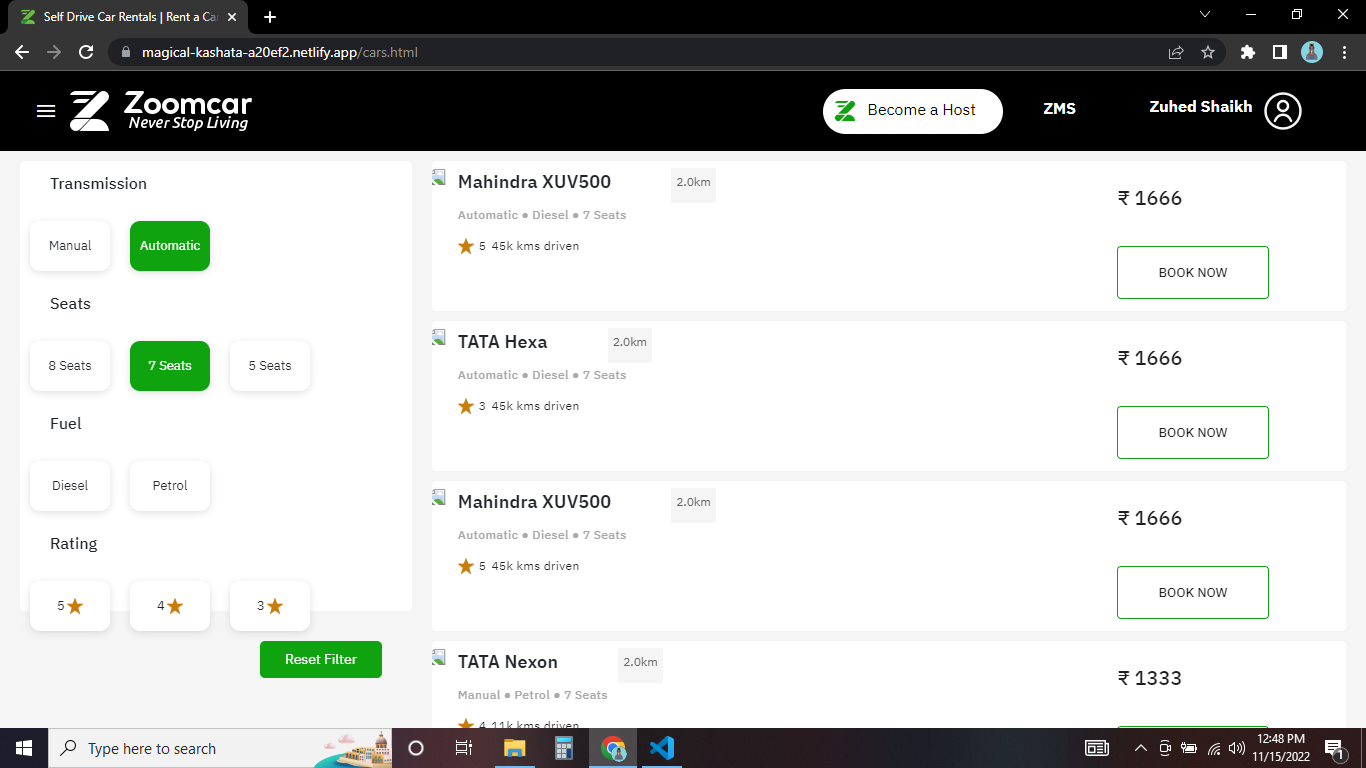 Self Drive Car Rentals | Rent a Ca
magical-kashata-a20ef2.netlify.app/cars.html
Zoomcar
Never Stop Living
Become a Host
ZMS
Zuhed Shaikh
Transmission
Manual
Automatic
Seats
8 Seats
7 Seats
5 Seats
Fuel
Diesel
Petrol
Rating
5
4
3
Reset Filter
Mahindra XUV500
2.0km
₹ 1666
Automatic ● Diesel ● 7 Seats
5 45k kms driven
BOOK NOW
TATA Hexa
2.0km
₹ 1666
Automatic ● Diesel ● 7 Seats
3 45k kms driven
BOOK NOW
Mahindra XUV500
2.0km
₹ 1666
Automatic ● Diesel ● 7 Seats
5 45k kms driven
BOOK NOW
TATA Nexon
2.0km
₹ 1333
Manual ● Petrol ● 7 Seats
4 11k kms driven
Type here to search
12:48 PM
11/15/2022
1